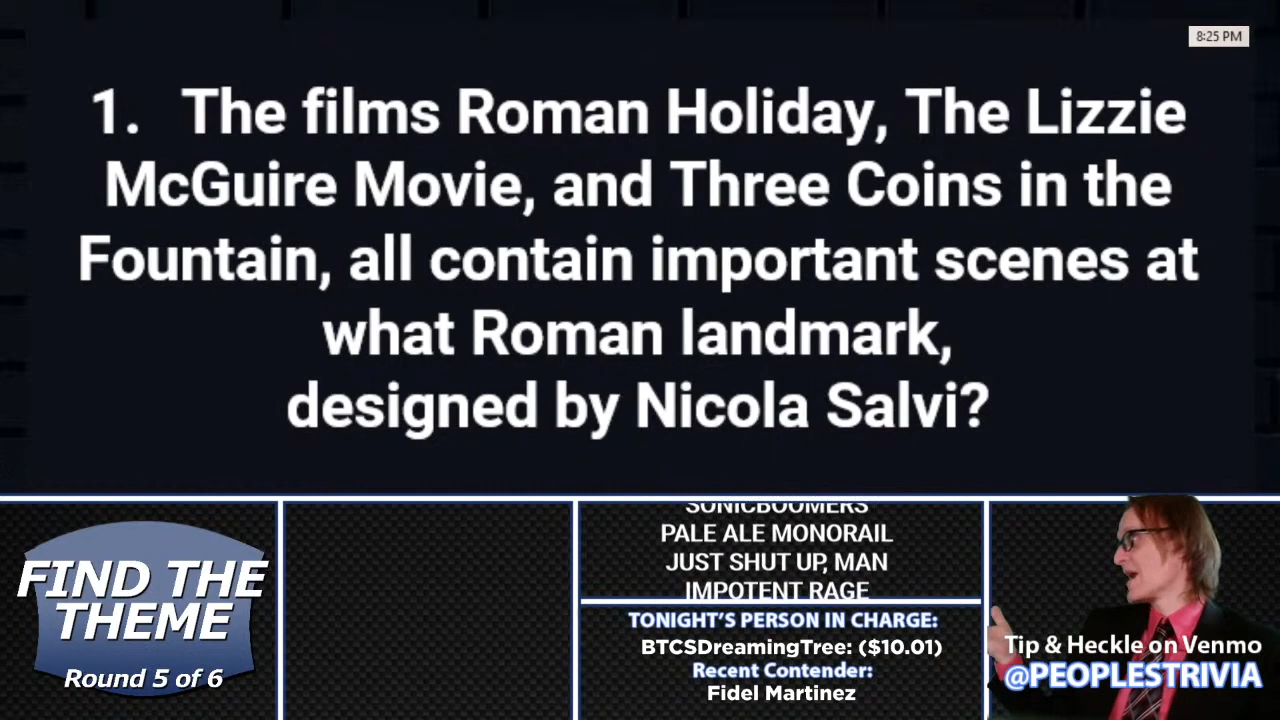 8:25 PM
1. The films Roman Holiday, The Lizzie
McGuire Movie, and Three Coins in the
Fountain, all contain important scenes at
what Roman landmark,
designed by Nicola Salvi?
FIND THE
THEME
Round 5 of 6
SONICBOOMERS
PALE ALE MONORAIL
JUST SHUT UP, MAN
IMPOTENT RAGE
TONIGHT'S PERSON IN CHARGE:
BTCSDreamingTree: ($10.01)
Recent Contender:
Fidel Martinez
Tip & Heckle on Venmo
@PEOPLESTRIVIA